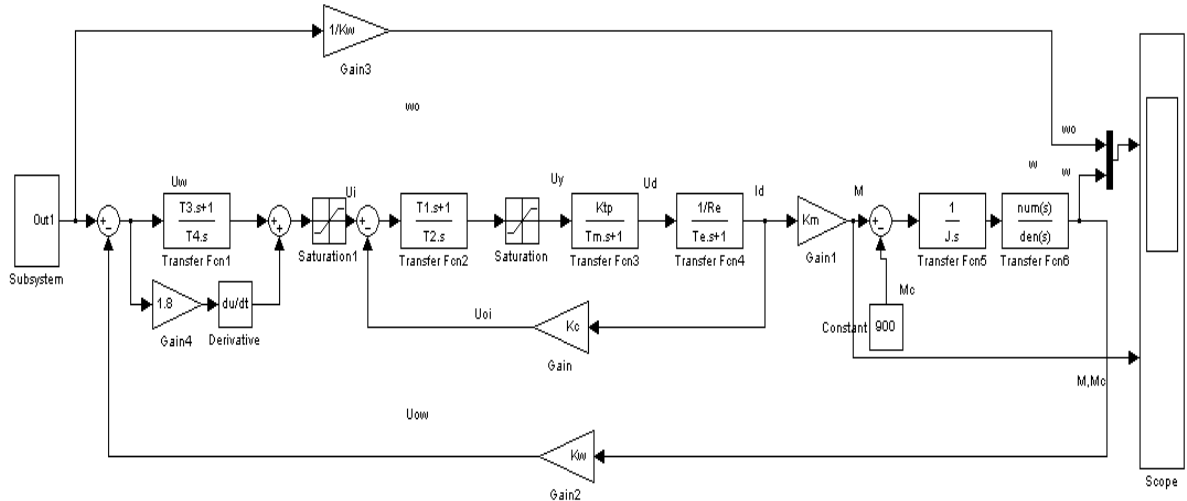 1/Kw
Gain3
wo
wo
w
w
Out1
Subsystem
Uw
T3.s+1
T4.s
Transfer Fcn1
Ui
Saturation1
T1.s+1
T2.s
Transfer Fcn2
Uy
Saturation
Ktp
Tm.s+1
Transfer Fcn3
Ud
1/Re
Te.s+1
Transfer Fcn4
Id
Km
Gain1
M
1
J.s
Transfer Fcn5
num(s)
den(s)
Transfer Fcn6
1.8
Gain4
du/dt
Derivative
Uoi
Kc
Gain
Mc
Constant
900
M,Mc
Uow
Kw
Gain2
Scope